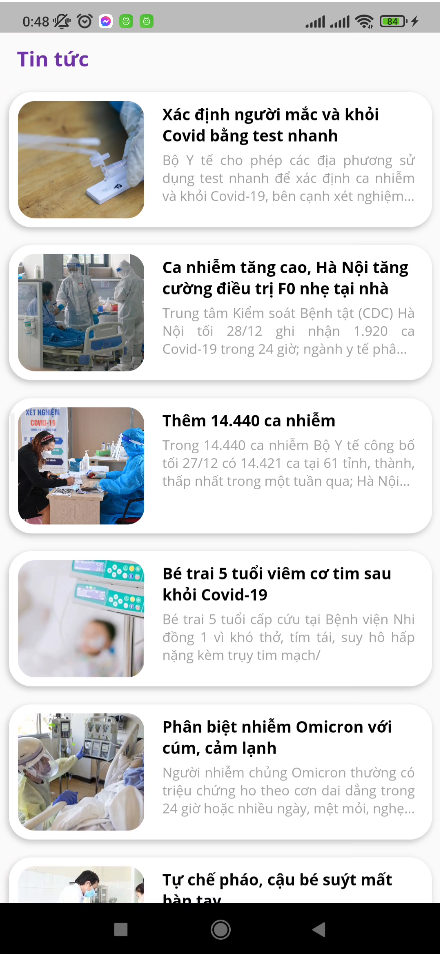 0:48
84
Tin tức
Xác định người mắc và khỏi
Covid bằng test nhanh
Bộ Y tế cho phép các địa phương sử
dụng test nhanh để xác định ca nhiễm
và khỏi Covid-19, bên cạnh xét nghiệm...
Ca nhiễm tăng cao, Hà Nội tăng
cường điều trị F0 nhẹ tại nhà
Trung tâm Kiểm soát Bệnh tật (CDC) Hà
Nội tối 28/12 ghi nhận 1.920 ca
Covid-19 trong 24 giờ; ngành y tế phâ...
XÉT NGHIỆM
COVID-19
Thêm 14.440 ca nhiễm
Trong 14.440 ca nhiễm Bộ Y tế công bố
tối 27/12 có 14.421 ca tại 61 tỉnh, thành,
thấp nhất trong một tuần qua; Hà Nội...
Bé trai 5 tuổi viêm cơ tim sau
khỏi Covid-19
Bé trai 5 tuổi cấp cứu tại Bệnh viện Nhi
đồng 1 vì khó thở, tím tái, suy hô hấp
nặng kèm trụy tim mạch/
Phân biệt nhiễm Omicron với
cúm, cảm lạnh
Người nhiễm chủng Omicron thường có
triệu chứng ho theo cơn dai dẳng trong
24 giờ hoặc nhiều ngày, mệt mỏi, nghẹ...
Tự chế pháo, cậu bé suýt mất
bàn tay